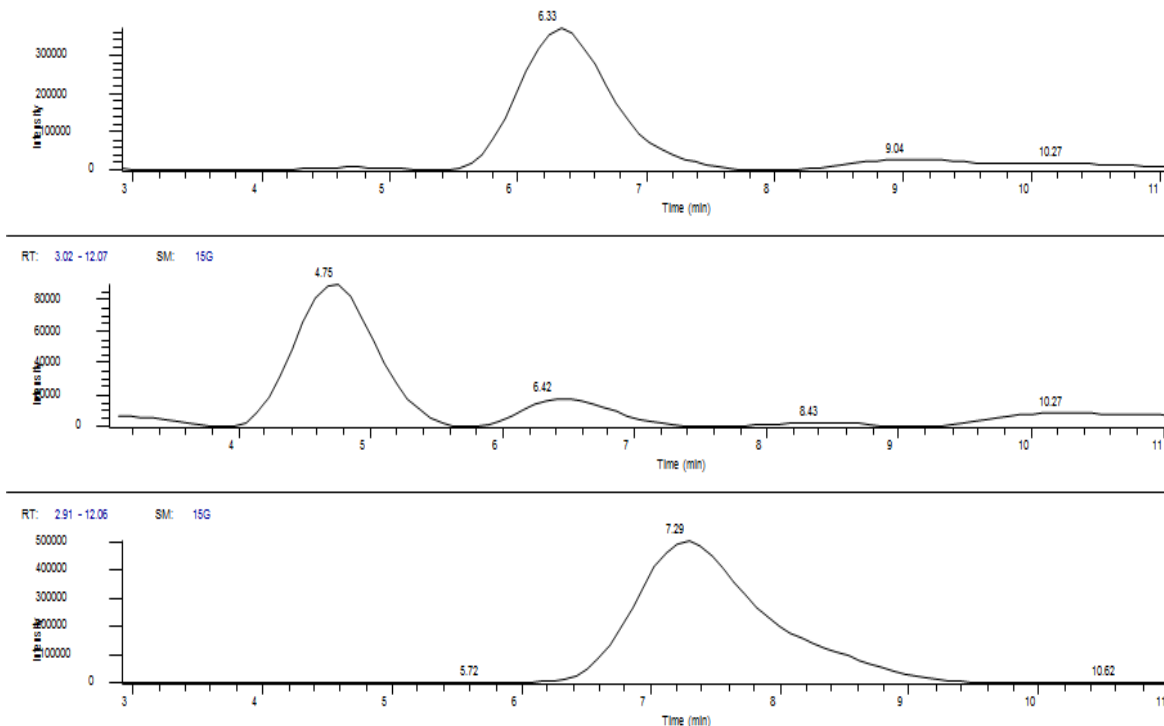 6.33
300000
200000
100000
0
Intensity
9.04
10.27
3 4 5 6 7 8 9 10 11
Time (min)
RT: 3.02 - 12.07 SM: 15G
4.75
80000
60000
40000
20000
0
Intensity
6.42
8.43
10.27
4 5 6 7 8 9 10 11
Time (min)
RT: 2.91 - 12.06 SM: 15G
7.29
500000
400000
300000
200000
100000
0
Intensity
5.72
10.62
3 4 5 6 7 8 9 10 11
Time (min)